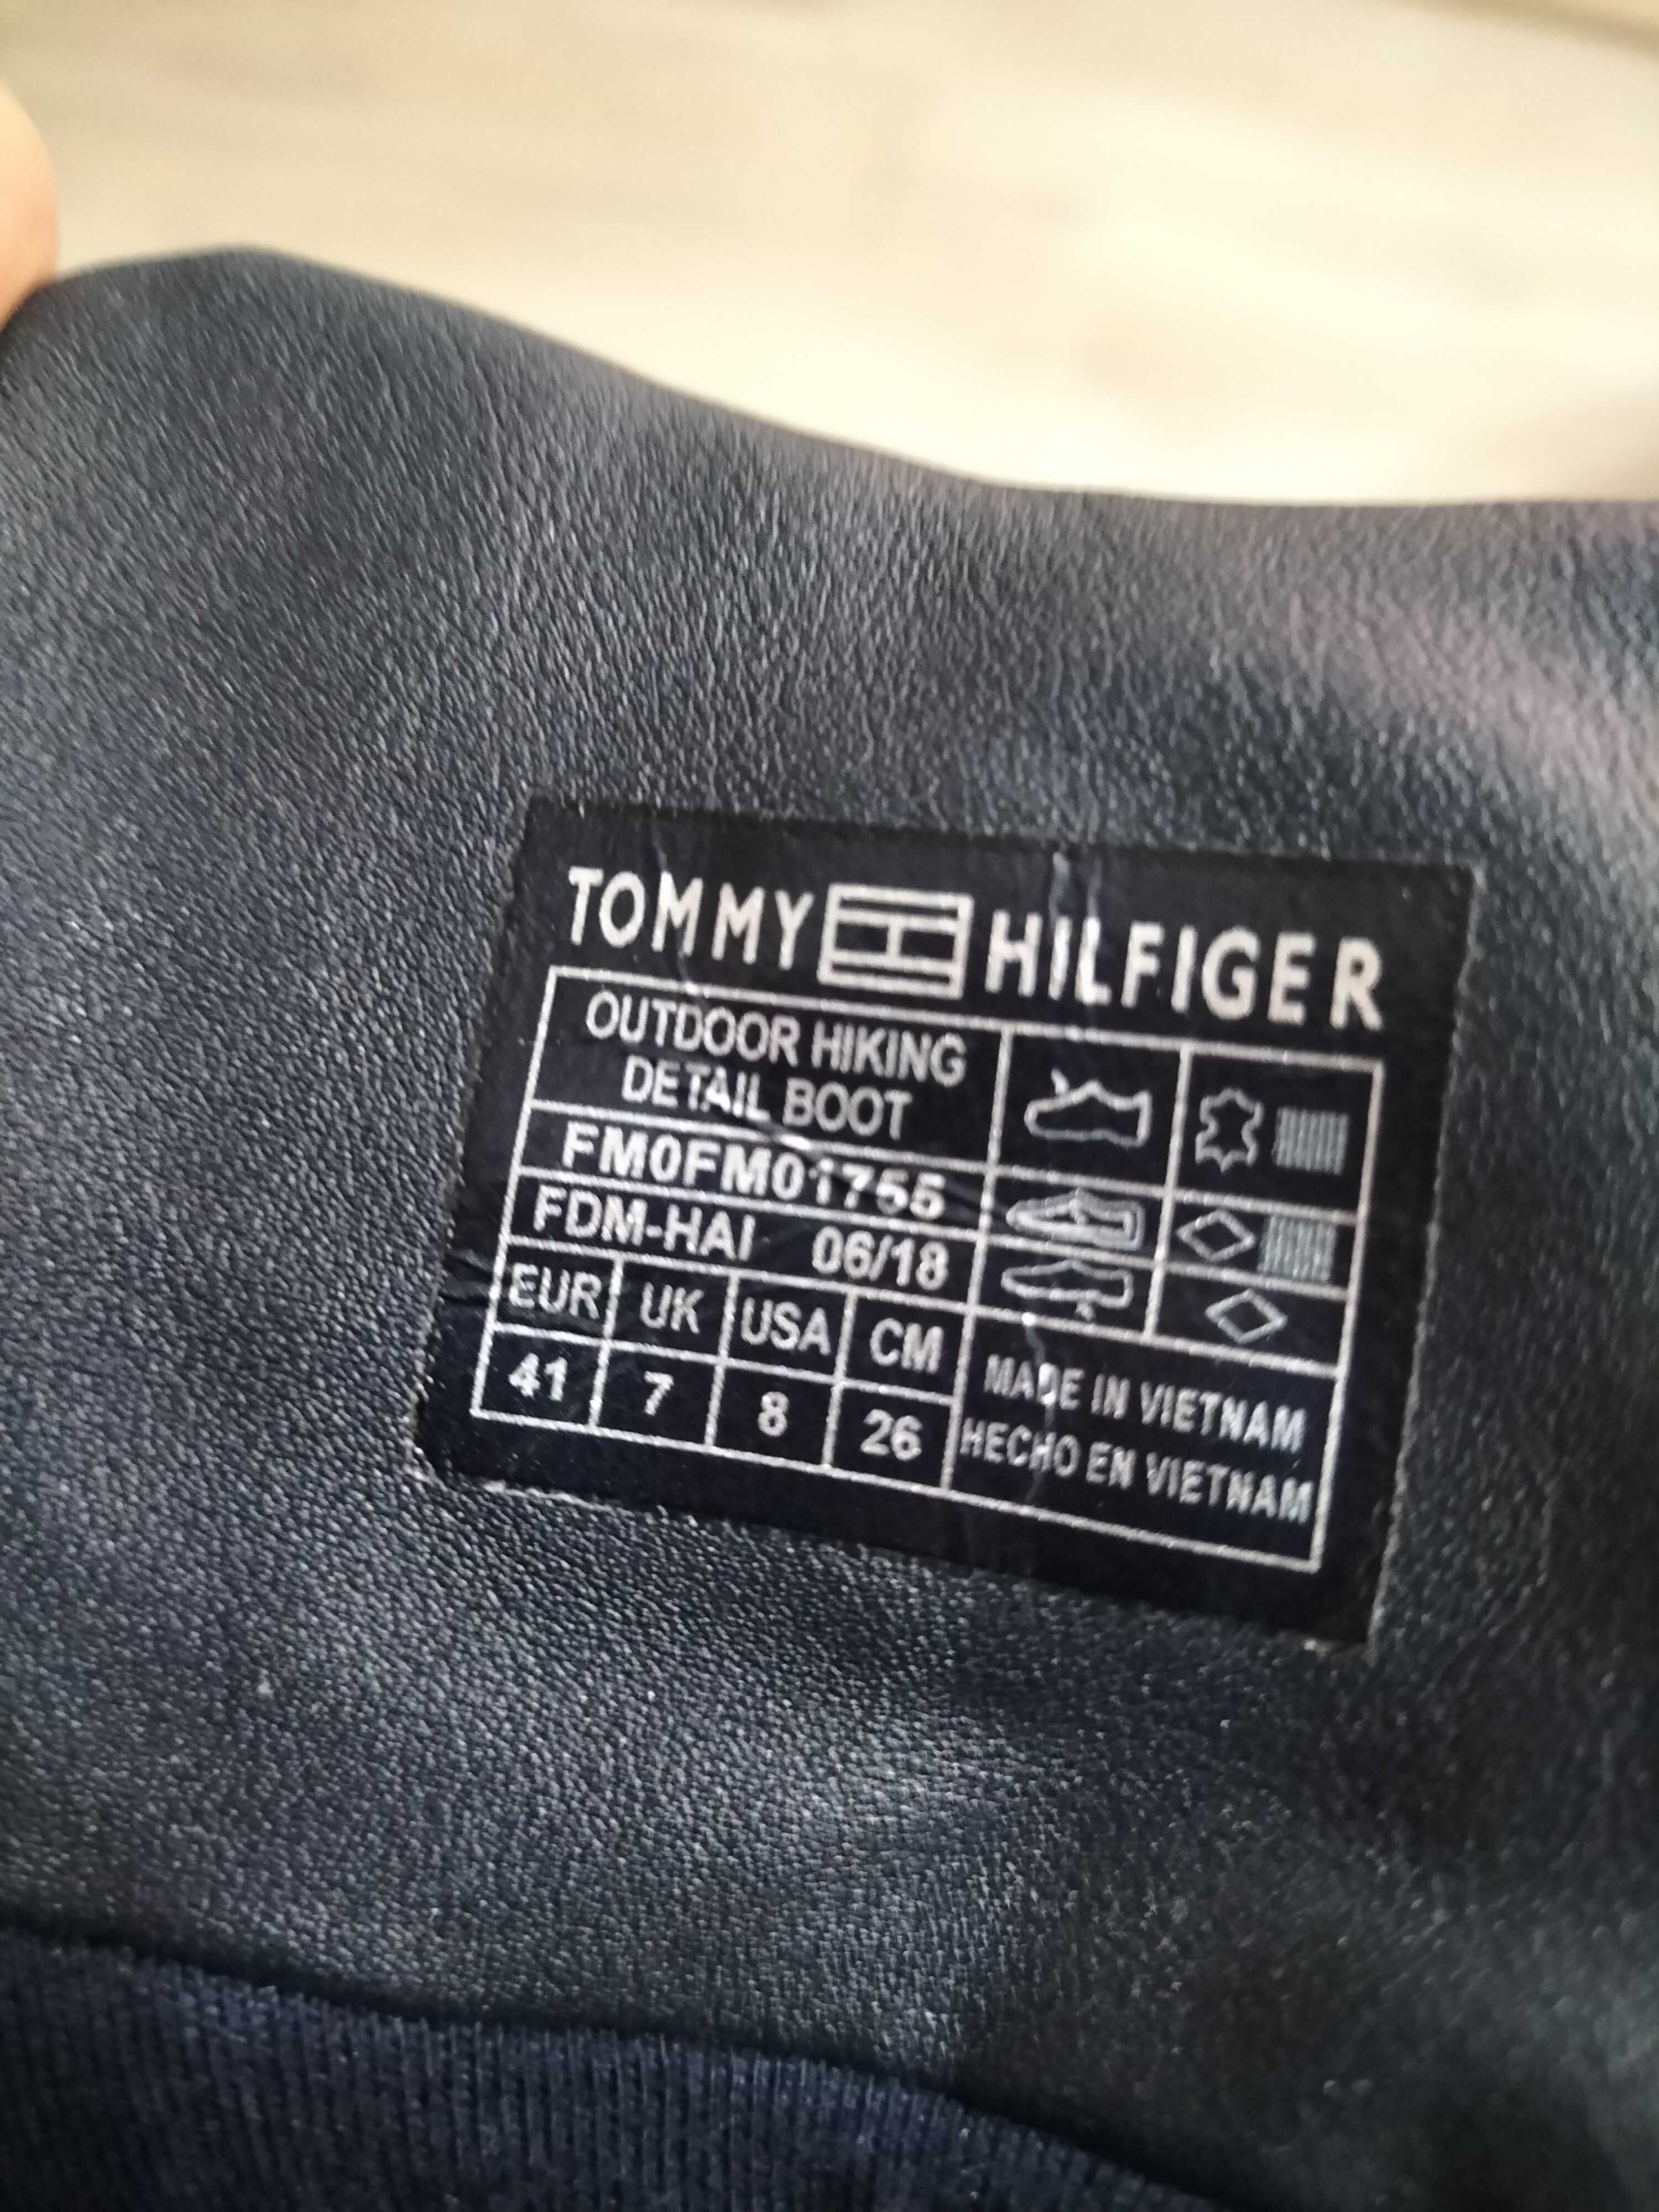 TOMMY HILFIGER
OUTDOOR HIKING
DETAIL BOOT
FM0FM01755
FDM-HAI 06/18
EUR UK USA CM
41 7 8 26
MADE IN VIETNAM
HECHO EN VIETNAM